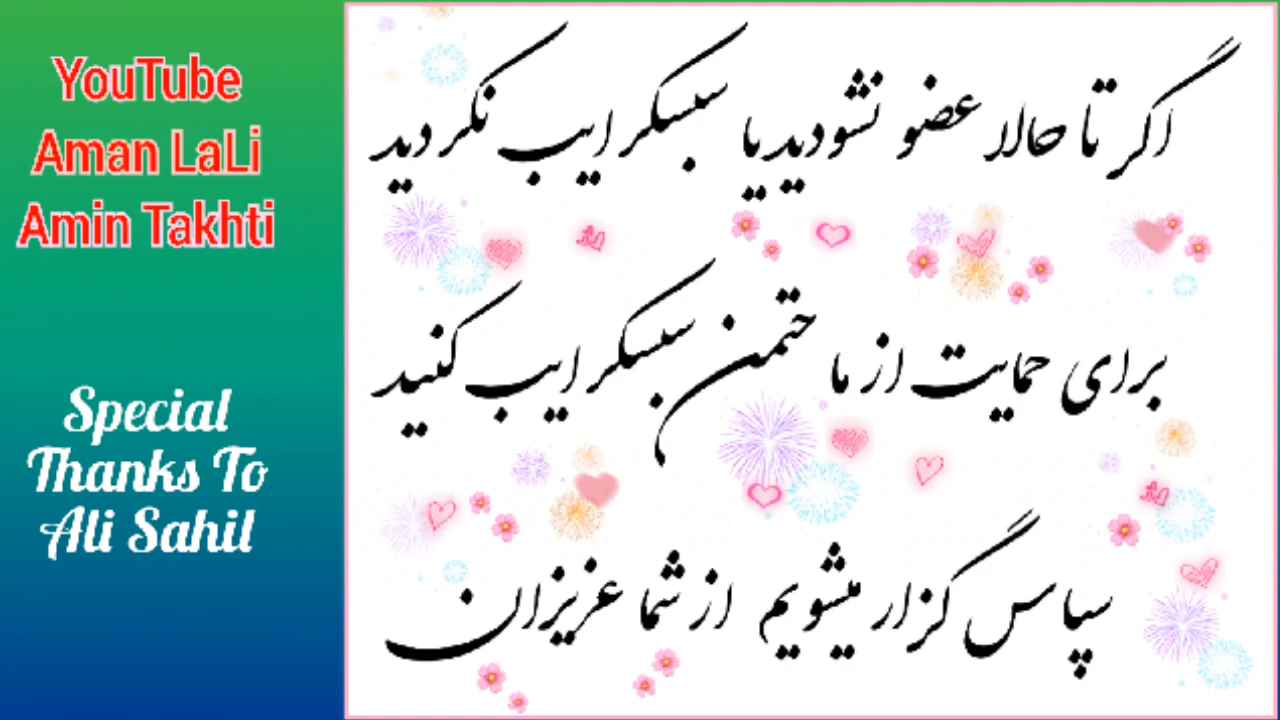 YouTube
Aman LaLi
Amin Takhti
Special
Thanks To
Ali Sahil
اگر تا حالا عضو نشودید یا سبسکرایب نکردید
برای حمایت از ما ختمن سبسکرایب کنید
سپاس گزار میشویم از شما عزیزان